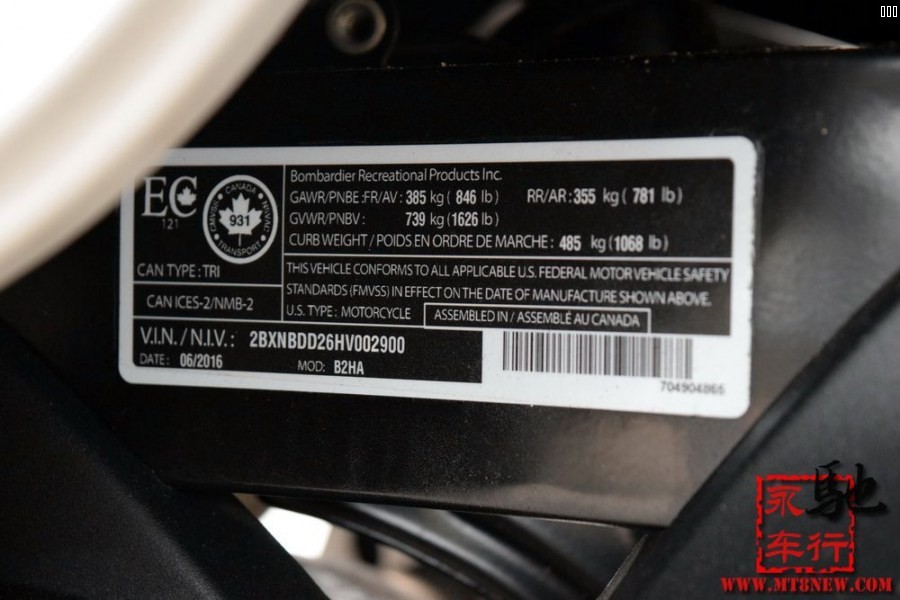 EC
121
CANADA
CMVSS NSVAC
931
TRANSPORT
CAN TYPE : TRI
CAN ICES-2/NMB-2
Bombardier Recreational Products Inc.
GAWR/PNBE :FR/AV : 385 kg ( 846 lb ) RR/AR : 355 kg ( 781 lb )
GVWR/PNBV : 739 kg (1626 lb )
CURB WEIGHT / POIDS EN ORDRE DE MARCHE : 485 kg (1068 lb )
THIS VEHICLE CONFORMS TO ALL APPLICABLE U.S. FEDERAL MOTOR VEHICLE SAFETY
STANDARDS (FMVSS) IN EFFECT ON THE DATE OF MANUFACTURE SHOWN ABOVE.
U.S. TYPE : MOTORCYCLE ASSEMBLED IN / ASSEMBLÉ AU CANADA
V.I.N. / N.I.V. : 2BXNBDD26HV002900
DATE : 06/2016 MOD: B2HA
704904865
永馳
车行
WWW.MT8NEW.COM